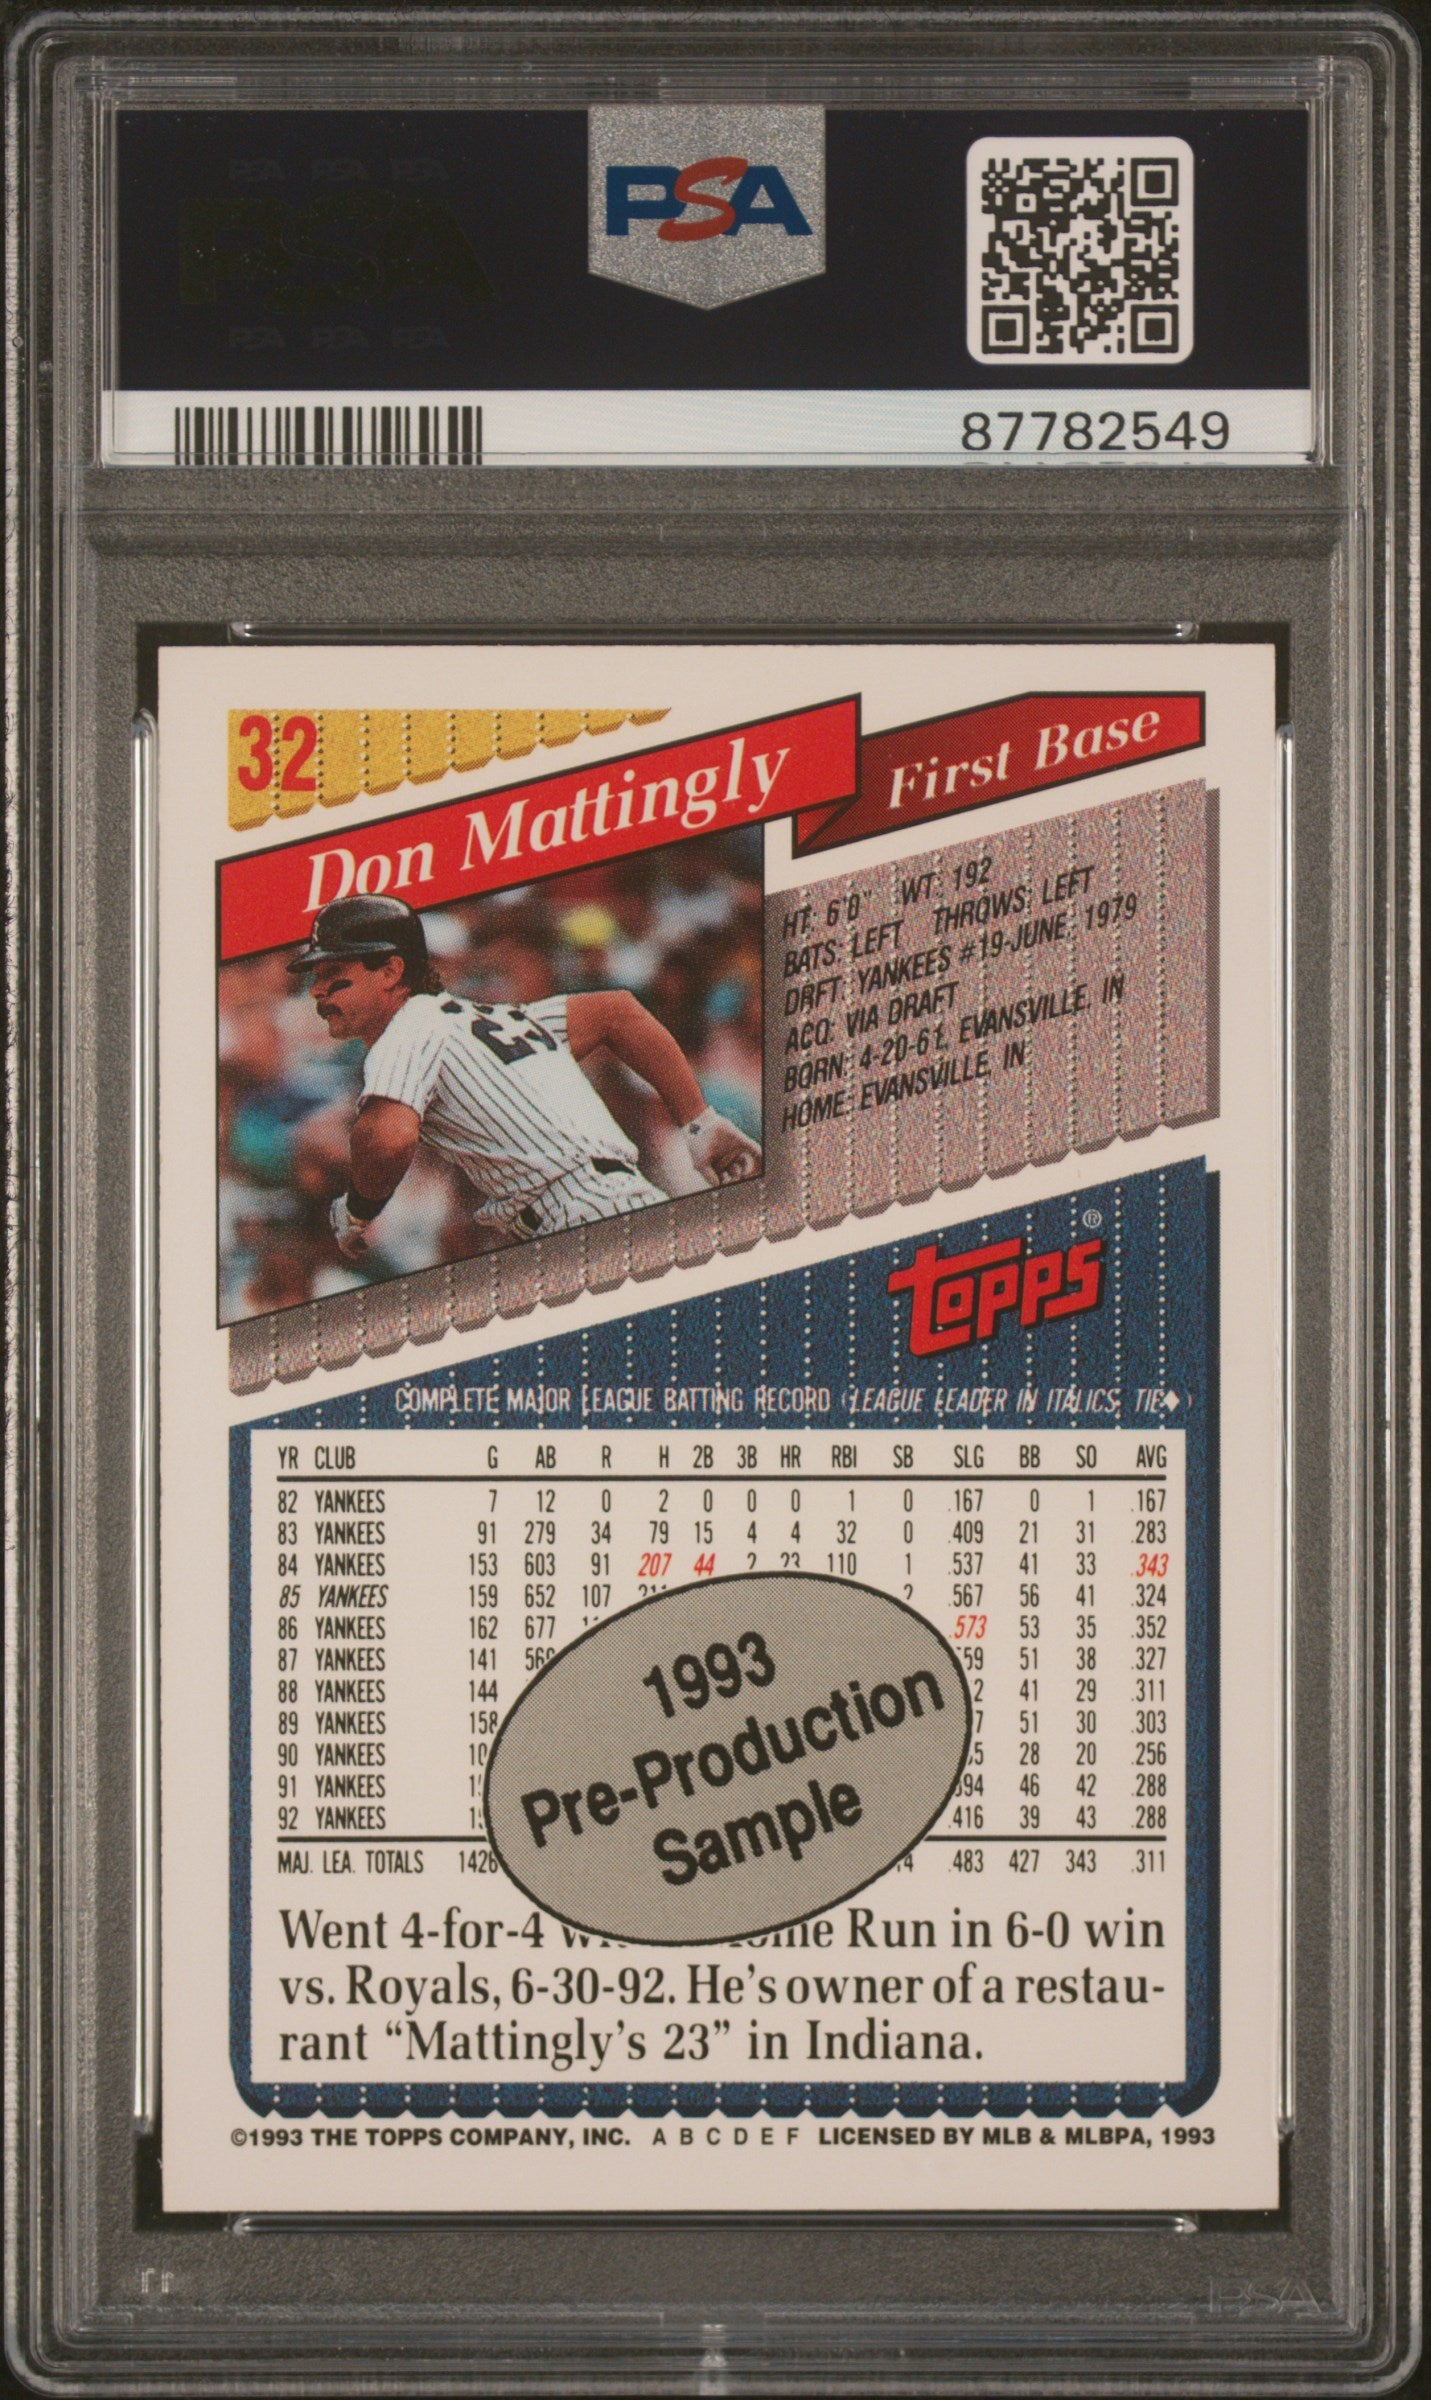 PSA
87782549
32
Don Mattingly
First Base
HT: 6'0" WT: 192
BATS: LEFT THROWS: LEFT
DRFT: YANKEES #19-JUNE, 1979
ACQ: VIA DRAFT
BORN: 4-20-61, EVANSVILLE, IN
HOME: EVANSVILLE, IN
23
TOPPS ®
COMPLETE MAJOR LEAGUE BATTING RECORD (LEAGUE LEADER IN ITALICS, TIE♦)
YR CLUB G AB R H 2B 3B HR RBI SB SLG BB SO AVG
82 YANKEES 7 12 0 2 0 0 0 1 0 .167 0 1 .167
83 YANKEES 91 279 34 79 15 4 4 32 0 .409 21 31 .283
84 YANKEES 153 603 91 207 44 2 23 110 1 .537 41 33 .343
85 YANKEES 159 652 107 2 .567 56 41 .324
86 YANKEES 162 677 .573 53 35 .352
87 YANKEES 141 51 38 .327
88 YANKEES 144 41 29 .311
89 YANKEES 158 51 30 .303
90 YANKEES 28 20 .256
91 YANKEES 46 42 .288
92 YANKEES .416 39 43 .288
MAJ. LEA. TOTALS 1426 .483 427 343 .311
1993
Pre-Production
Sample
Went 4-for-4 Run in 6-0 win
vs. Royals, 6-30-92. He's owner of a restau-
rant “Mattingly's 23” in Indiana.
©1993 THE TOPPS COMPANY, INC. A B C D E F LICENSED BY MLB & MLBPA, 1993
PSA